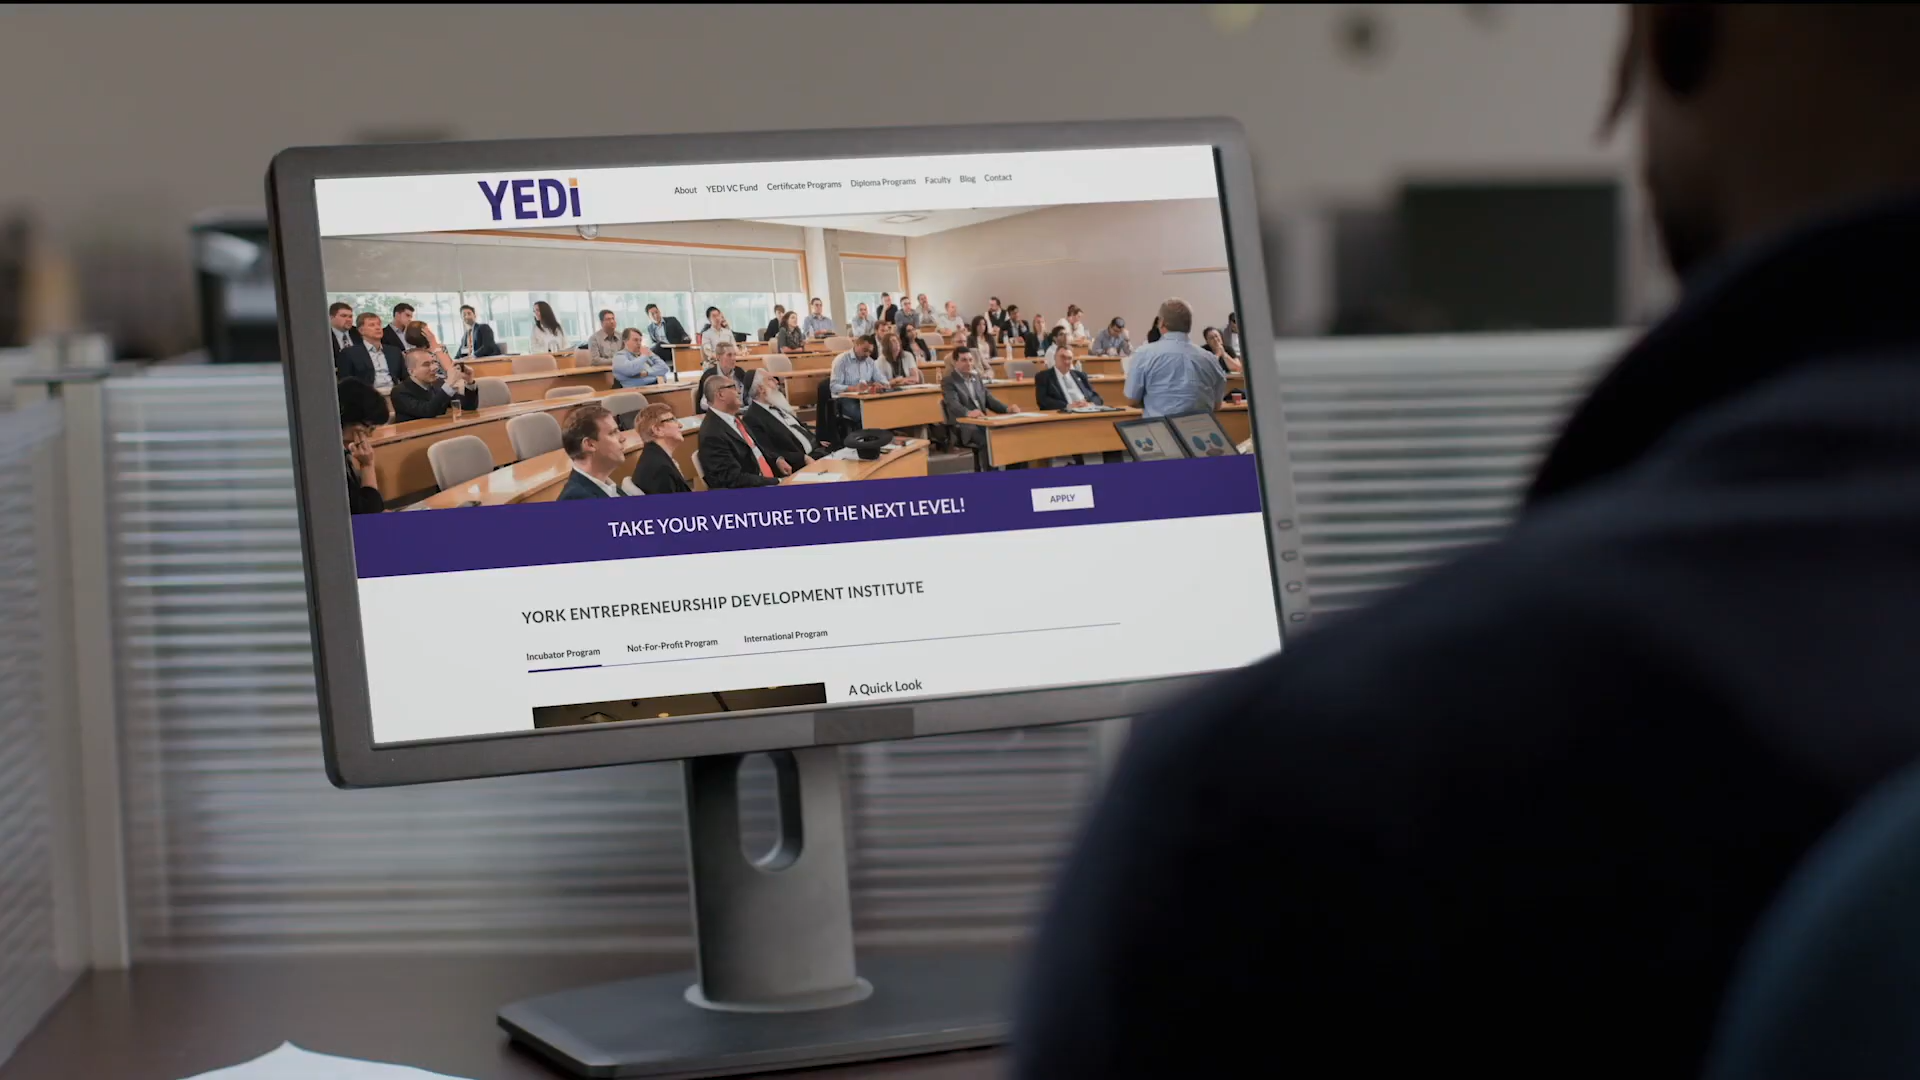 YEDi
About YEDI VC Fund Certificate Programs Diploma Programs Faculty Blog Contact
TAKE YOUR VENTURE TO THE NEXT LEVEL!
APPLY
YORK ENTREPRENEURSHIP DEVELOPMENT INSTITUTE
Incubator Program Not-For-Profit Program International Program
A Quick Look